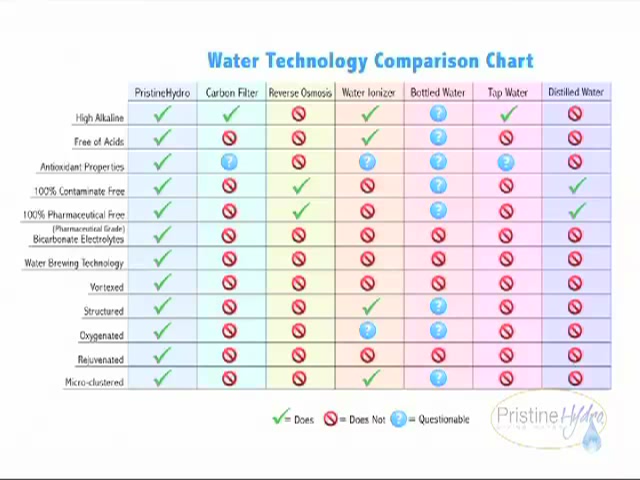 Water Technology Comparison Chart
PristineHydro Carbon Filter Reverse Osmosis Water Ionizer Bottled Water Tap Water Distilled Water
High Alkaline
Free of Acids
Antioxidant Properties
100% Contaminate Free
100% Pharmaceutical Free
(Pharmaceutical Grade)
Bicarbonate Electrolytes
Water Brewing Technology
Vortexed
Structured
Oxygenated
Rejuvenated
Micro-clustered
= Does = Does Not ? = Questionable
Pristine Hydro